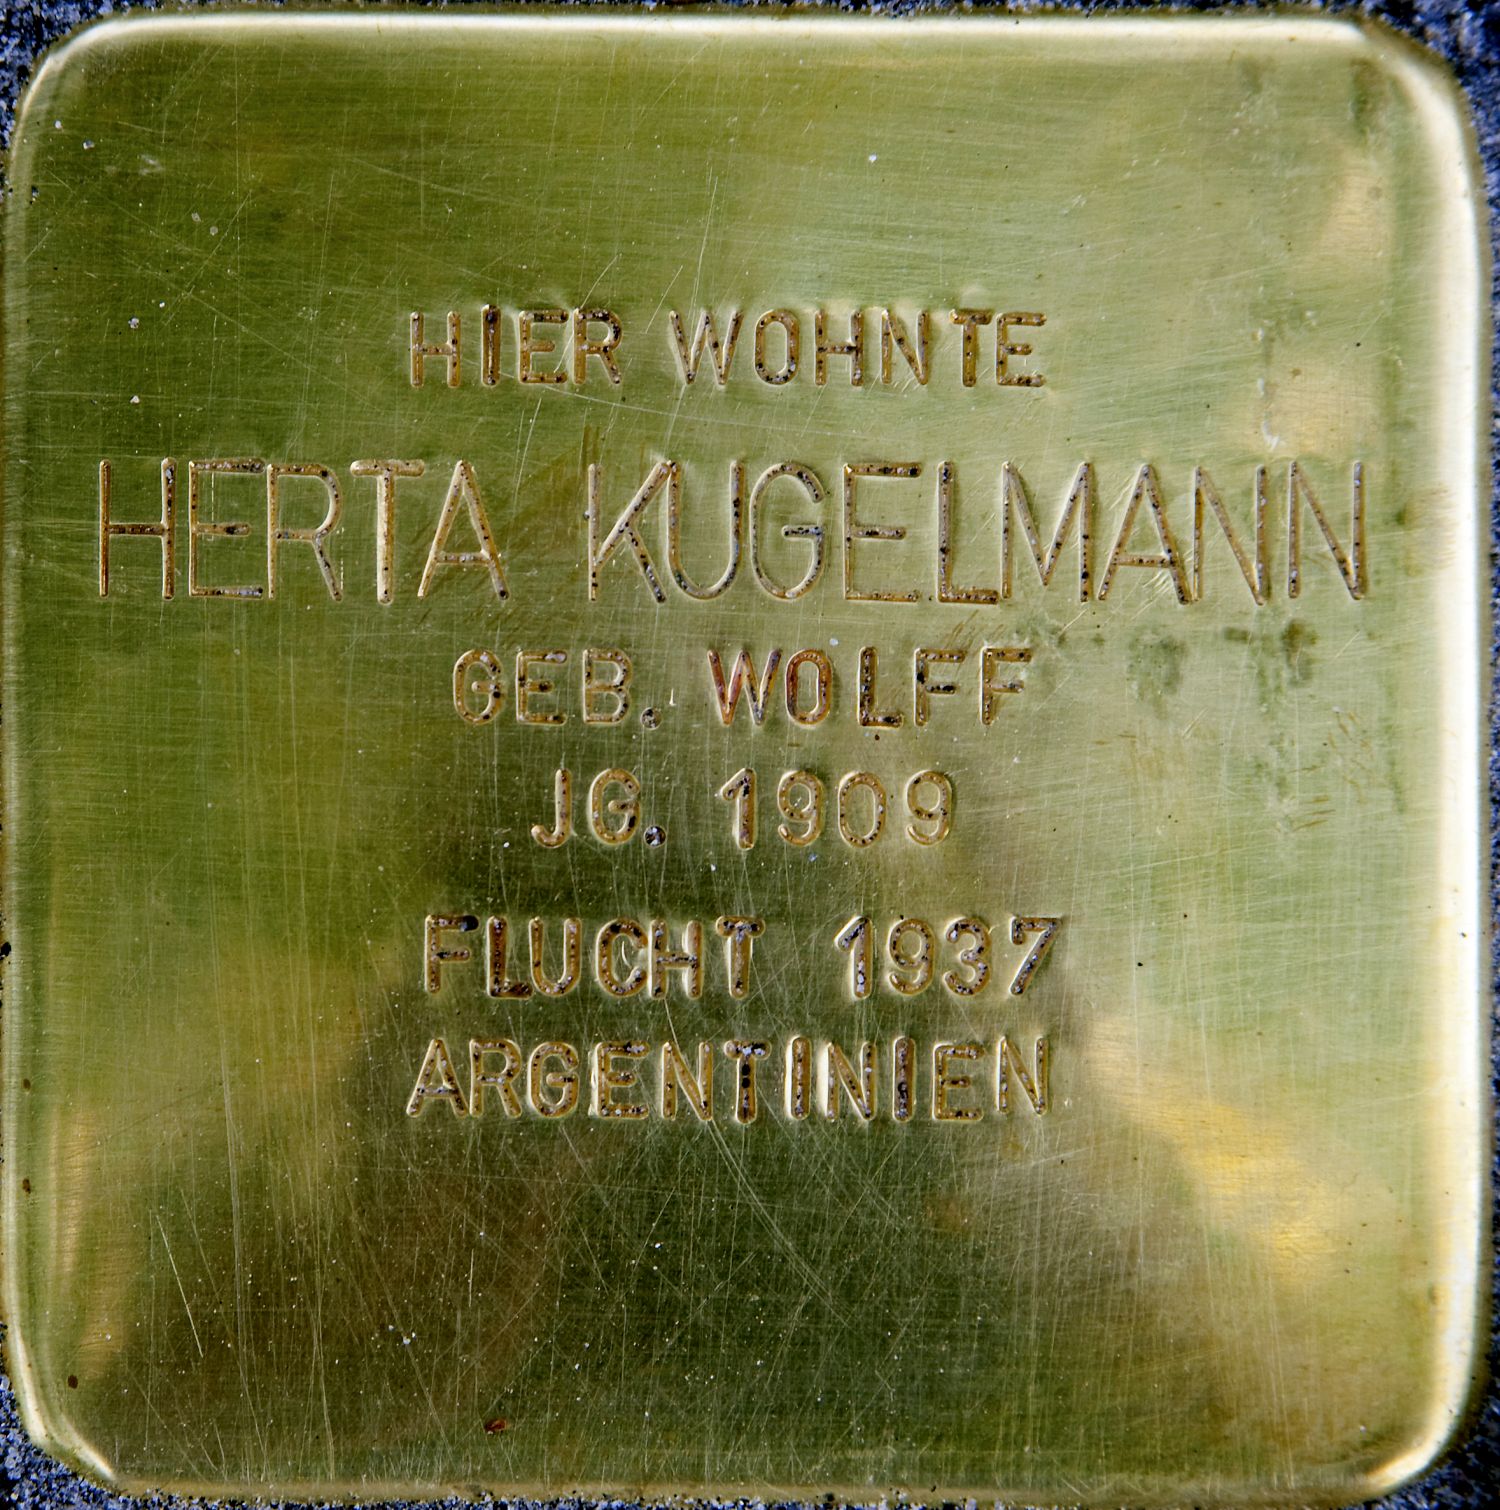 HIER WOHNTE
HERTA KUGELMANN
GEB. WOLFF
JG. 1909
FLUCHT 1937
ARGENTINIEN